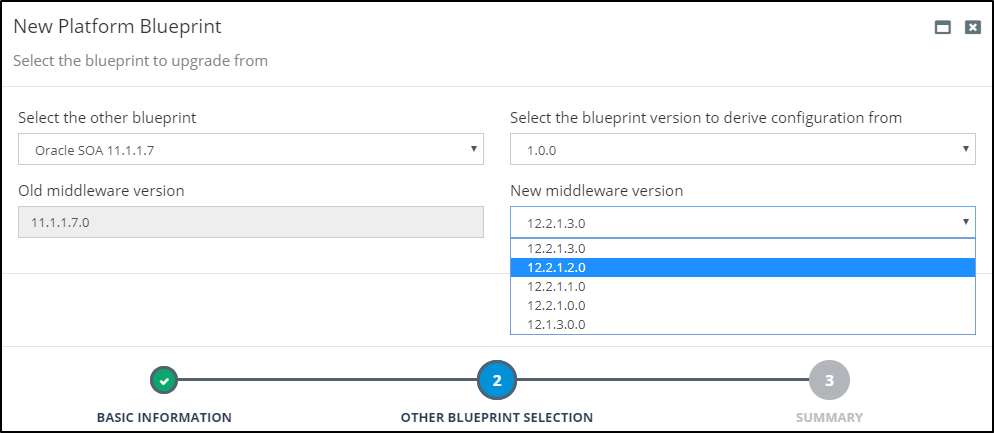 New Platform Blueprint
Select the blueprint to upgrade from
Select the other blueprint
Select the blueprint version to derive configuration from
Oracle SOA 11.1.1.7
1.0.0
Old middleware version
New middleware version
11.1.1.7.0
12.2.1.3.0
12.2.1.3.0
12.2.1.2.0
12.2.1.1.0
12.2.1.0.0
12.1.3.0.0
2
3
BASIC INFORMATION
OTHER BLUEPRINT SELECTION
SUMMARY